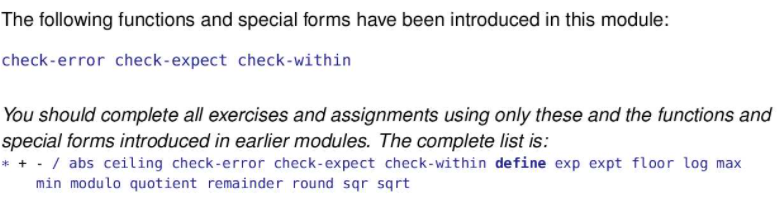 The following functions and special forms have been introduced in this module:
check-error check-expect check-within
You should complete all exercises and assignments using only these and the functions and
special forms introduced in earlier modules. The complete list is:
* + - / abs ceiling check-error check-expect check-within define exp expt floor log max
min modulo quotient remainder round sqr sqrt